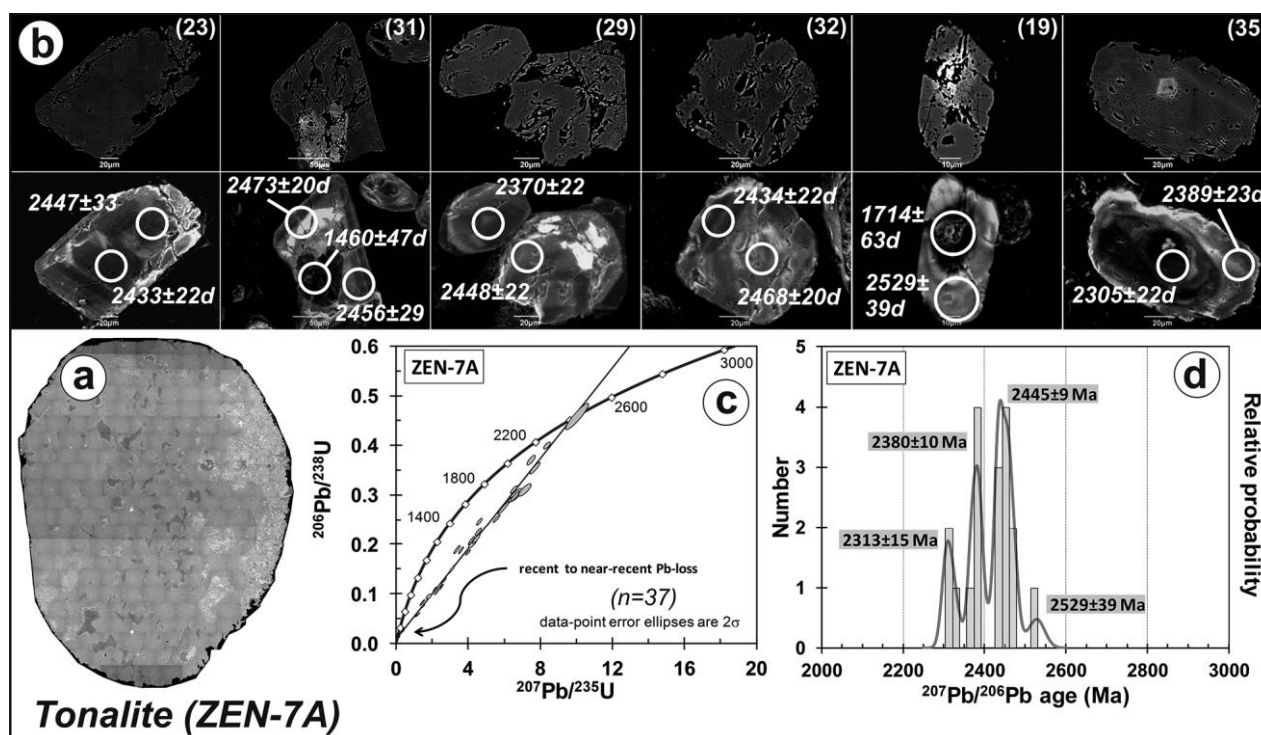 b
(23)
(31)
(29)
(32)
(19)
(35)
20µm
50µm
20µm
20µm
10µm
20µm
2447±33
2433±22d
20µm
2473±20d
1460±47d
2456±29
50µm
2370±22
2448±22
20µm
2434±22d
2468±20d
20µm
1714±
63d
2529±
39d
10µm
2389±23d
2305±22d
20µm
a
Tonalite (ZEN-7A)
ZEN-7A
c
0.6
0.5
0.4
0.3
0.2
0.1
0.0
206Pb/238U
3000
2600
2200
1800
1400
recent to near-recent Pb-loss
(n=37)
data-point error ellipses are 2σ
0 4 8 12 16 20
207Pb/235U
ZEN-7A
d
5
4
3
2
1
0
Number
2445±9 Ma
2380±10 Ma
2313±15 Ma
2529±39 Ma
2000 2200 2400 2600 2800 3000
207Pb/206Pb age (Ma)
Relative probability